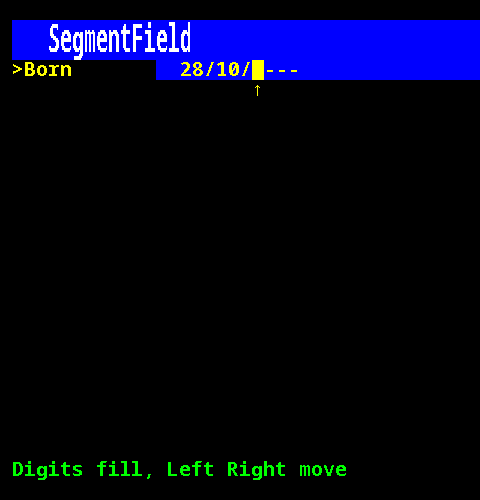 SegmentField
>Born 28/10/----
↑
Digits fill, Left Right move